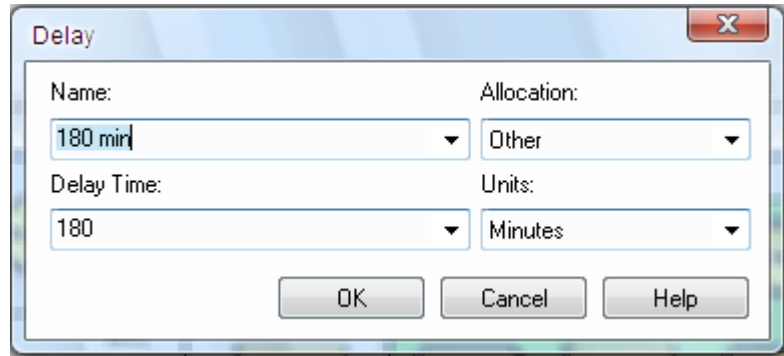 Delay
Name: Allocation:
180 min Other
Delay Time: Units:
180 Minutes
OK Cancel Help